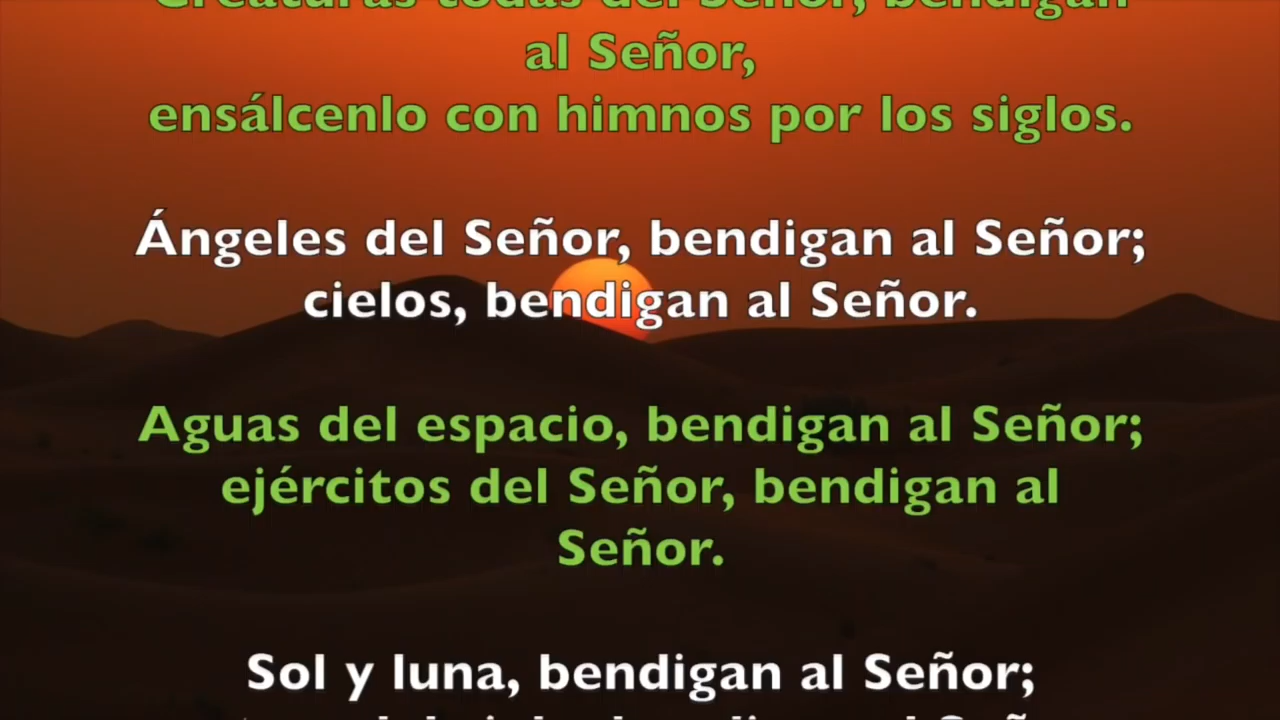 Creaturas todas del Señor, bendigan
al Señor,
ensálcenlo con himnos por los siglos.
Ángeles del Señor, bendigan al Señor;
cielos, bendigan al Señor.
Aguas del espacio, bendigan al Señor;
ejércitos del Señor, bendigan al
Señor.
Sol y luna, bendigan al Señor;